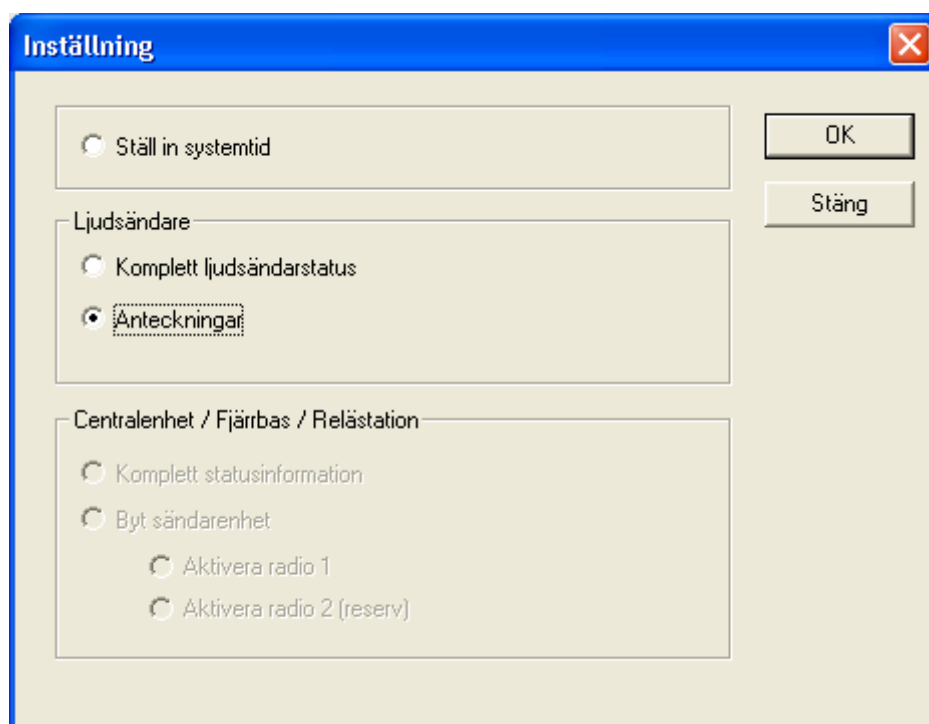 Inställning
Ställ in systemtid
OK
Stäng
Ljudsändare
Komplett ljudsändarstatus
Anteckningar
Centralenhet / Fjärrbas / Relästation
Komplett statusinformation
Byt sändarenhet
Aktivera radio 1
Aktivera radio 2 (reserv)